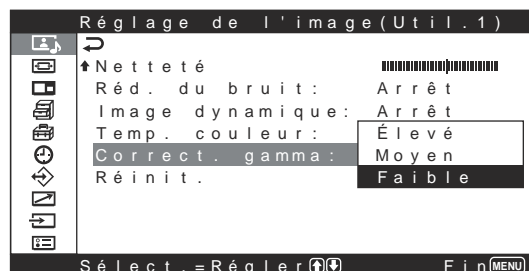 Réglage de l'image(Util.1)
Netteté
Réd. du bruit: Arrêt
Image dynamique: Arrêt
Temp. couleur: Élevé
Correct. gamma: Moyen
Réinit. Faible
Sélect.=Régler Fin MENU